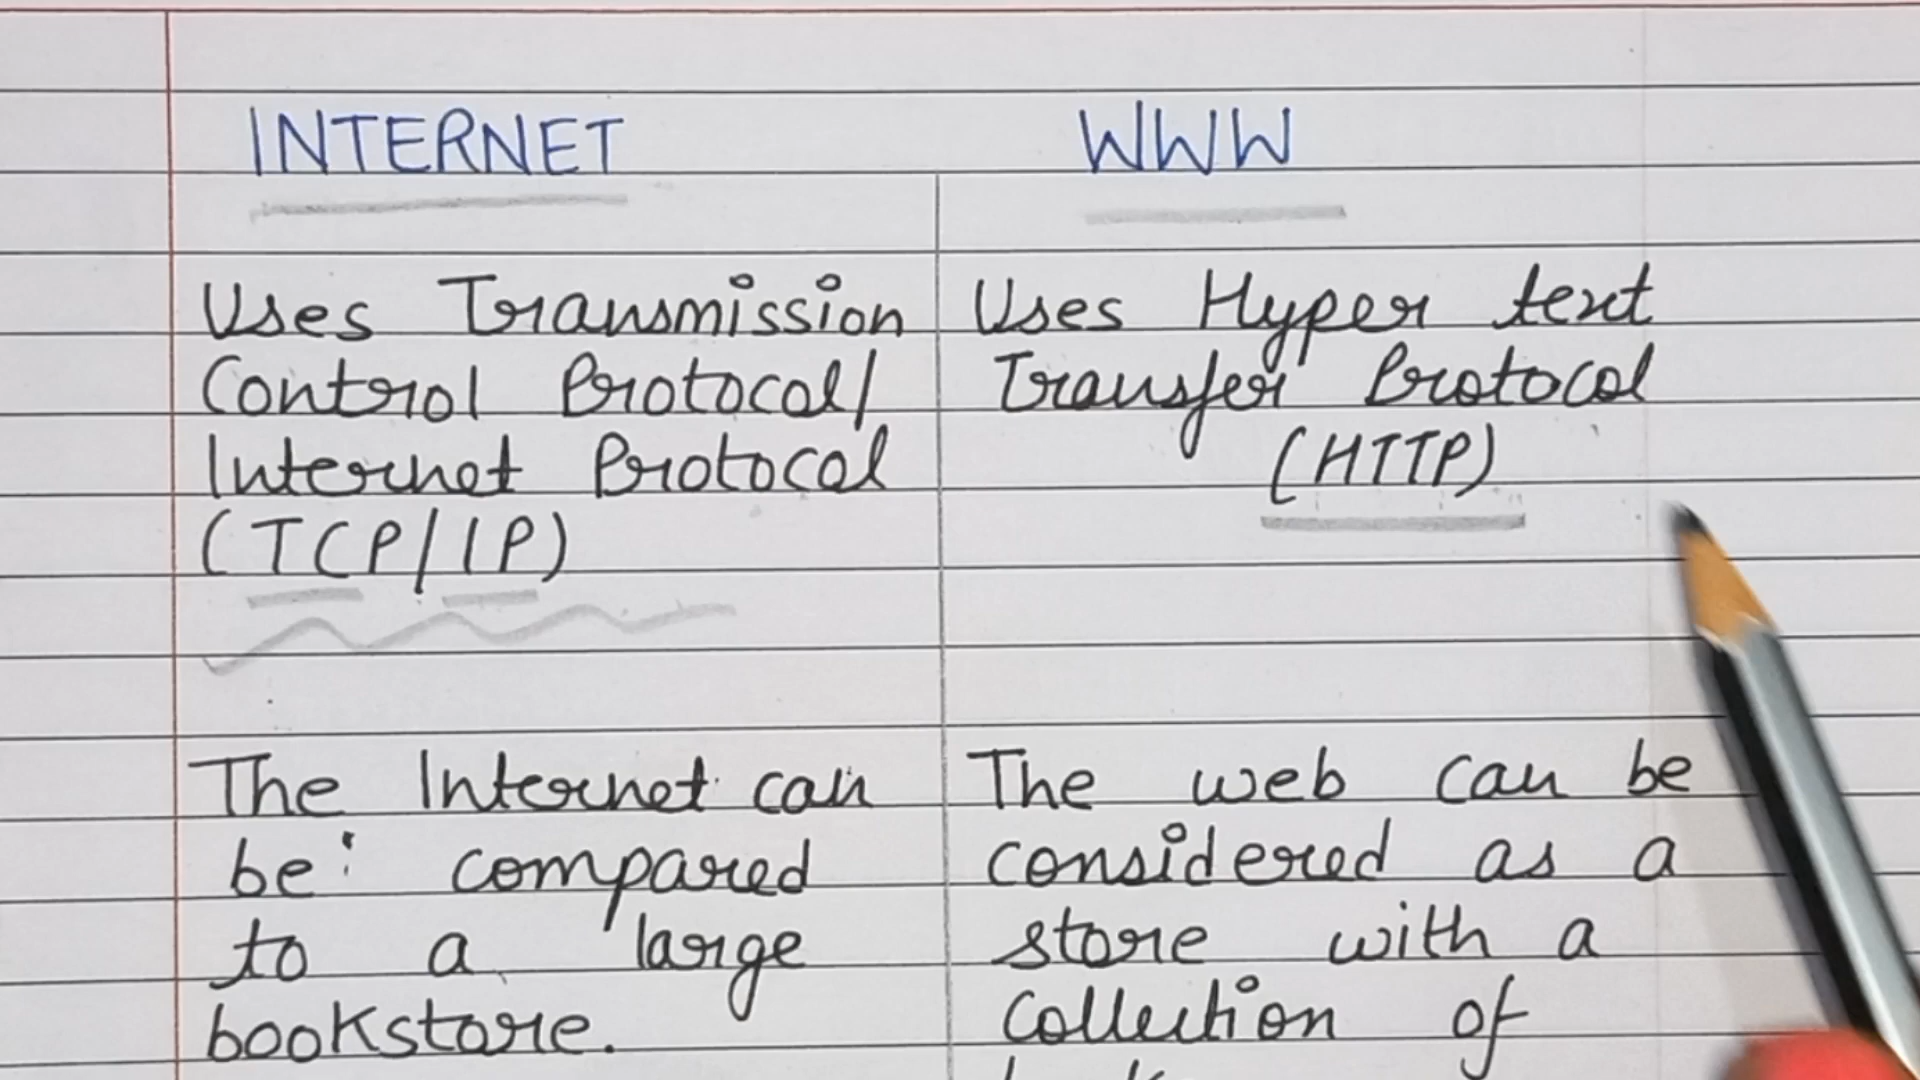 INTERNET
WWW
Uses Transmission
Control Protocol/
Internet Protocol
(TCP/IP)
Uses Hyper text
Transfer Protocol
(HTTP)
The Internet can
be compared
to a large
bookstore.
The web can be
considered as a
store with a
collection of